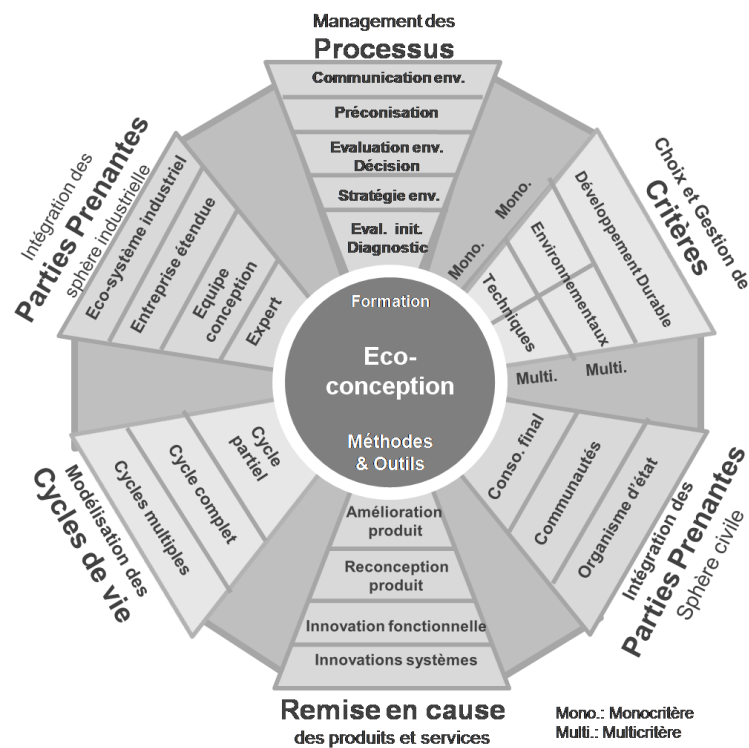 Management des
Processus
Communication env.
Préconisation
Evaluation env.
Décision
Stratégie env.
Eval. init.
Diagnostic
Choix et Gestion de
Critères
Mono.
Mono.
Développement Durable
Environnementaux
Techniques
Multi.
Multi.
Intégration des
Parties Prenantes
sphère industrielle
Eco-système industriel
Entreprise étendue
Equipe
conception
Expert
Formation
Eco-
conception
Méthodes
& Outils
Cycle
partiel
Cycle complet
Cycles multiples
Modélisation des
Cycles de vie
Conso. final
Communautés
Organisme d'état
Intégration des
Parties Prenantes
Sphère civile
Amélioration
produit
Reconception
produit
Innovation fonctionnelle
Innovations systèmes
Remise en cause
des produits et services
Mono.: Monocritère
Multi.: Multicritère